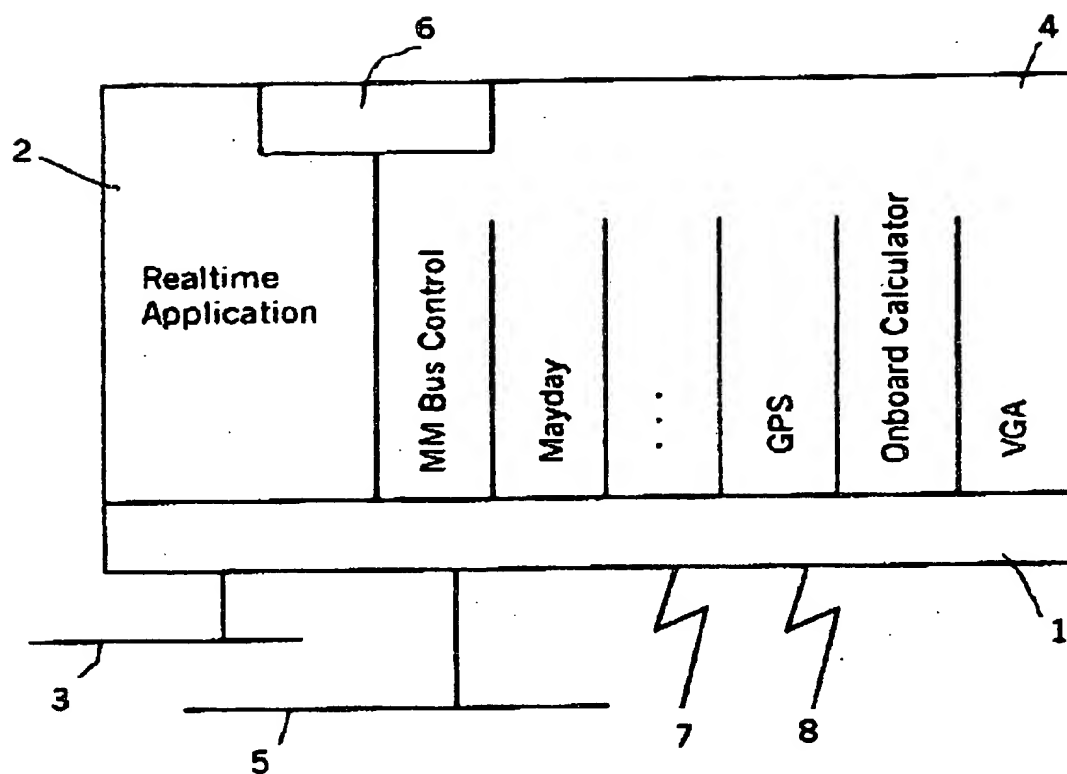 6
4
2
Realtime
Application
MM Bus Control
Mayday
...
GPS
Onboard Calculator
VGA
1
3
5
7
8